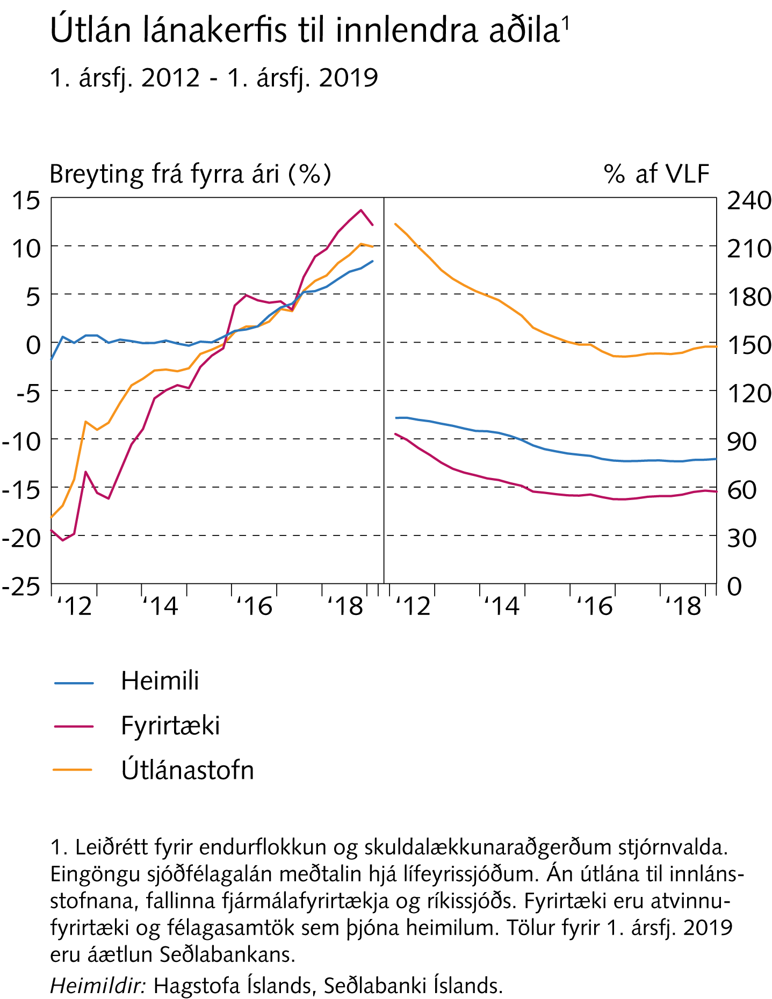 Útlán lánakerfis til innlendra aðila¹
1. ársfj. 2012 - 1. ársfj. 2019
Breyting frá fyrra ári (%)
% af VLF
15
10
5
0
-5
-10
-15
-20
-25
240
210
180
150
120
90
60
30
0
‘12 ‘14 ‘16 ‘18 ‘12 ‘14 ‘16 ‘18
Heimili
Fyrirtæki
Útlánastofn
1. Leiðrétt fyrir endurflokkun og skuldalækkunaraðgerðum stjórnvalda.
Eingöngu sjóðfélagalán meðtalin hjá lífeyrissjóðum. Án útlána til innláns-
stofnana, fallinna fjármálafyrirtækja og ríkissjóðs. Fyrirtæki eru atvinnu-
fyrirtæki og félagasamtök sem þjóna heimilum. Tölur fyrir 1. ársfj. 2019
eru áætlun Seðlabankans.
Heimildir: Hagstofa Íslands, Seðlabanki Íslands.